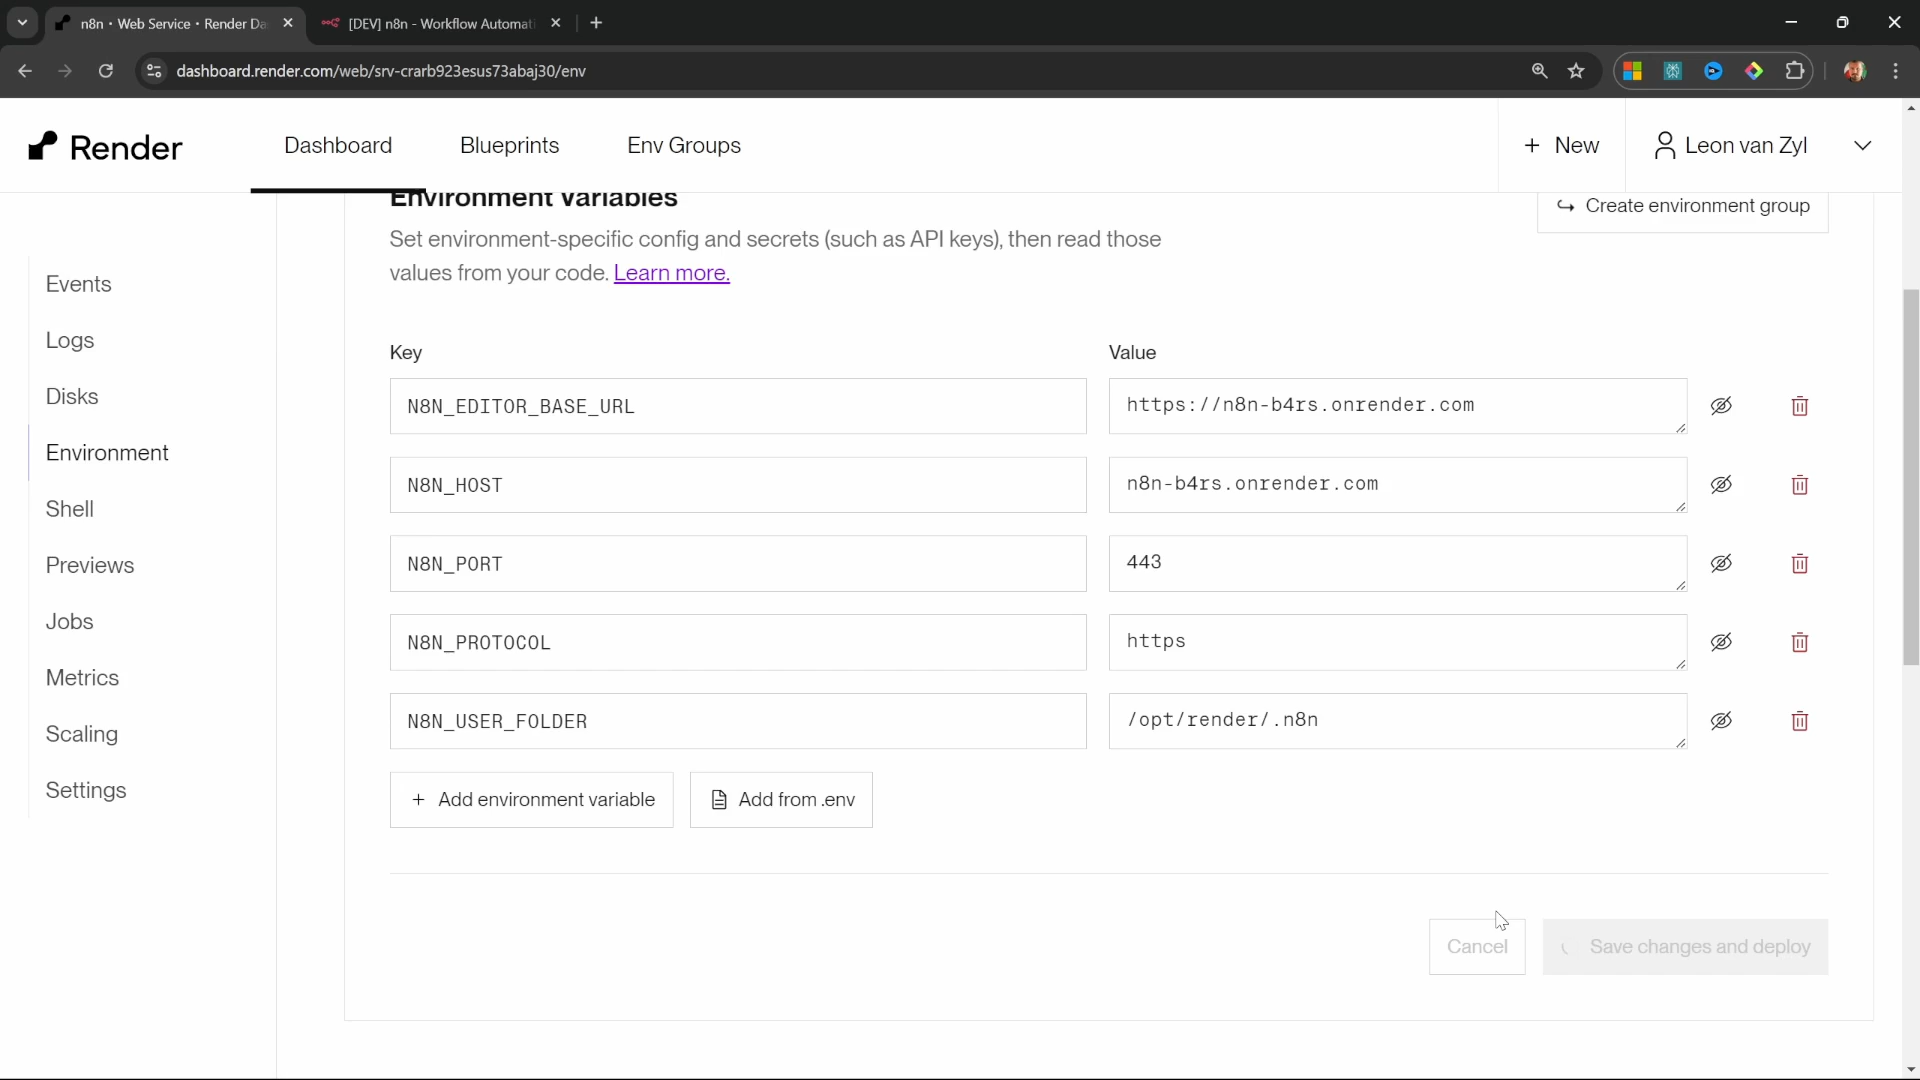 n8n • Web Service • Render Da
[DEV] n8n - Workflow Automati
dashboard.render.com/web/srv-crarb923esus73abaj30/env
Render
Dashboard
Blueprints
Env Groups
+ New
Leon van Zyl
Environment Variables
Create environment group
Set environment-specific config and secrets (such as API keys), then read those
values from your code. Learn more.
Events
Logs
Disks
Environment
Shell
Previews
Jobs
Metrics
Scaling
Settings
Key
Value
N8N_EDITOR_BASE_URL
https://n8n-b4rs.onrender.com
N8N_HOST
n8n-b4rs.onrender.com
N8N_PORT
443
N8N_PROTOCOL
https
N8N_USER_FOLDER
/opt/render/.n8n
+ Add environment variable
Add from .env
Cancel
Save changes and deploy